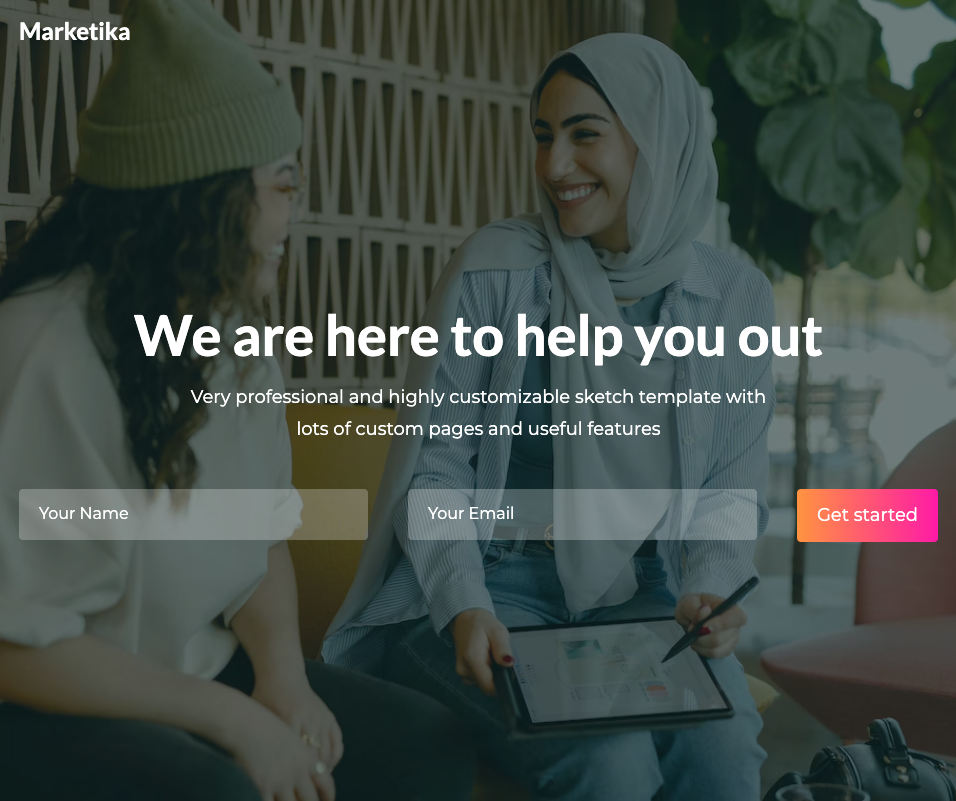 Marketika
We are here to help you out
Very professional and highly customizable sketch template with
lots of custom pages and useful features
Your Name
Your Email
Get started